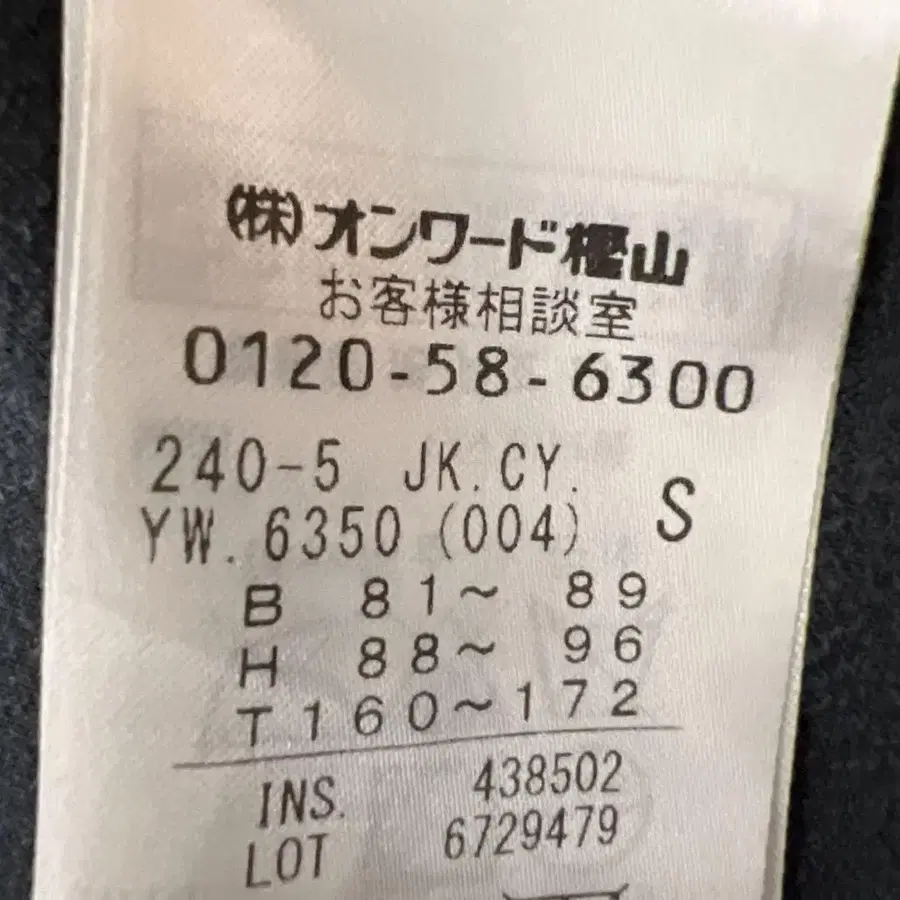 (株)オンワード樫山
お客様相談室
0120-58-6300
240-5 JK.CY.
YW.6350(004) S
B 81~ 89
H 88~ 96
T160~172
INS. 438502
LOT 6729479